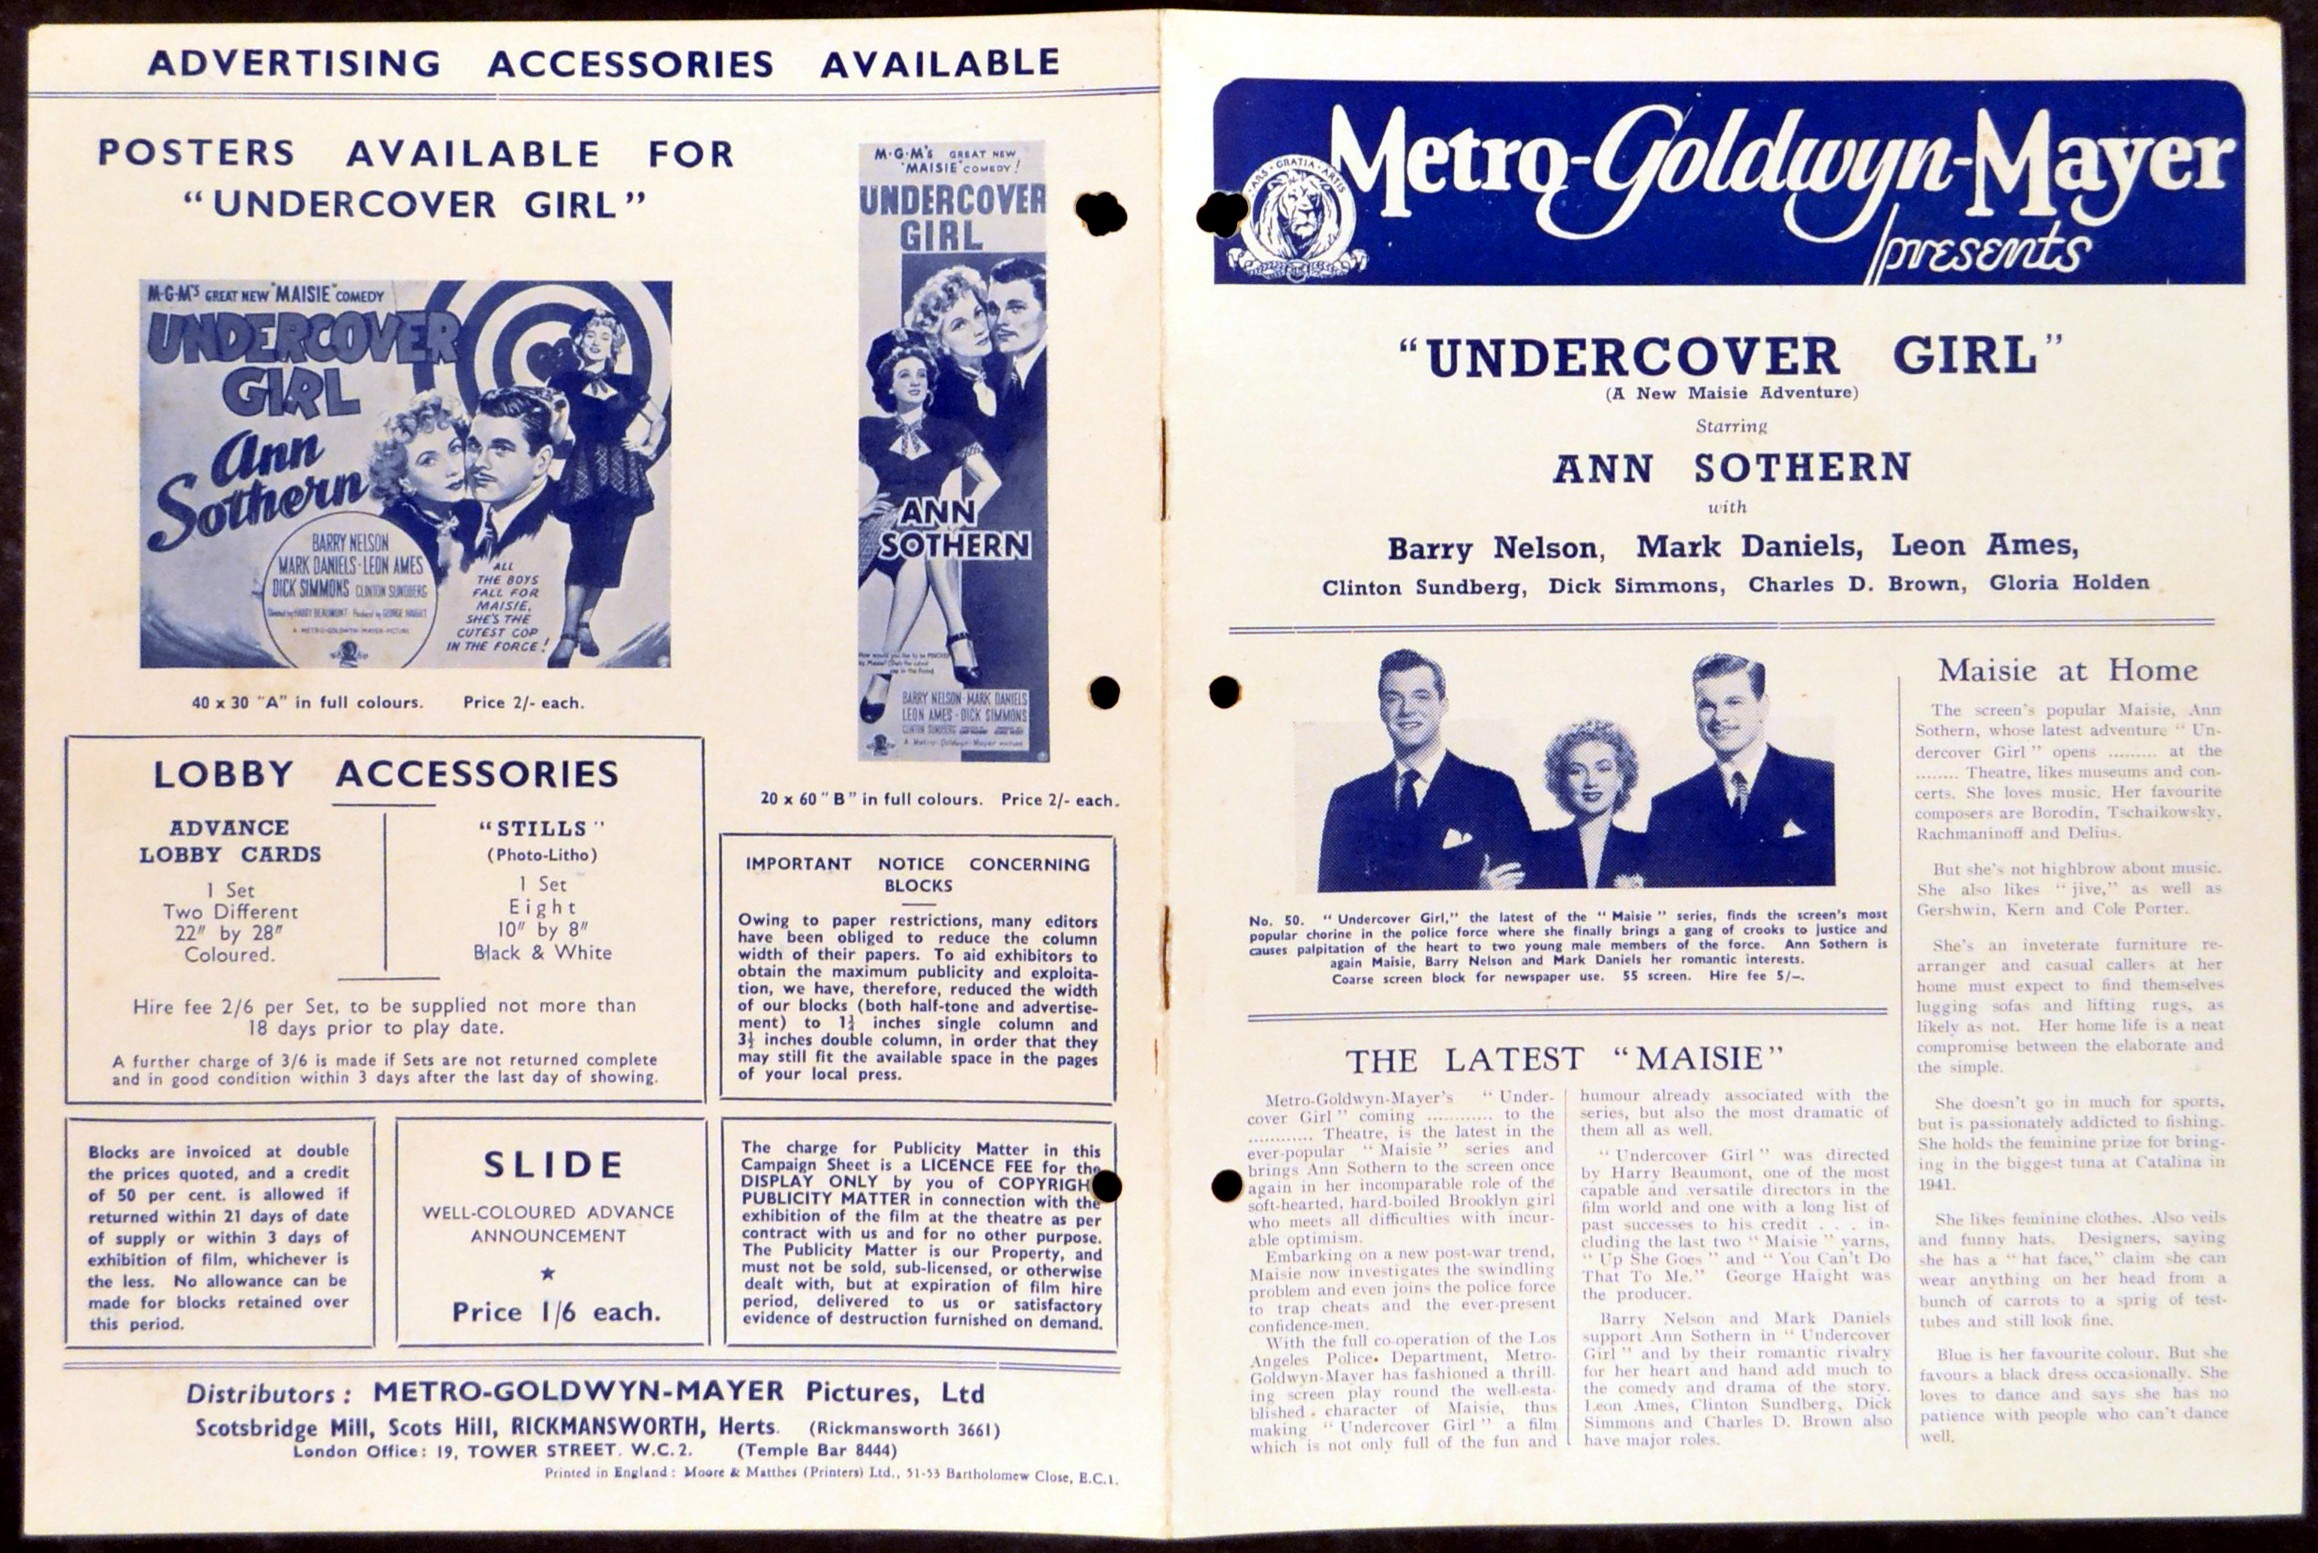 ADVERTISING ACCESSORIES AVAILABLE
POSTERS AVAILABLE FOR
“UNDERCOVER GIRL”
M·G·M'S GREAT NEW "MAISIE" COMEDY
UNDERCOVER
GIRL
Ann
Sothern
BARRY NELSON
MARK DANIELS · LEON AMES
DICK SIMMONS CLINTON SUNDBERG
Directed by HARRY BEAUMONT Produced by GEORGE HAIGHT
A METRO-GOLDWYN-MAYER PICTURE
ALL
THE BOYS
FALL FOR
MAISIE,
SHE'S THE
CUTEST COP
IN THE FORCE!
40 x 30 "A" in full colours. Price 2/- each.
M·G·M's GREAT NEW
'MAISIE' COMEDY!
UNDERCOVER
GIRL
ANN
SOTHERN
BARRY NELSON · MARK DANIELS
LEON AMES · DICK SIMMONS
CLINTON SUNDBERG
A Metro-Goldwyn-Mayer picture
20 x 60 "B" in full colours. Price 2/- each.
LOBBY ACCESSORIES
ADVANCE
LOBBY CARDS
1 Set
Two Different
22″ by 28″
Coloured.
“STILLS”
(Photo-Litho)
1 Set
Eight
10″ by 8″
Black & White
Hire fee 2/6 per Set, to be supplied not more than
18 days prior to play date.
A further charge of 3/6 is made if Sets are not returned complete
and in good condition within 3 days after the last day of showing.
IMPORTANT NOTICE CONCERNING
BLOCKS
Owing to paper restrictions, many editors
have been obliged to reduce the column
width of their papers. To aid exhibitors to
obtain the maximum publicity and exploita-
tion, we have, therefore, reduced the width
of our blocks (both half-tone and advertise-
ment) to 1¾ inches single column and
3½ inches double column, in order that they
may still fit the available space in the pages
of your local press.
Blocks are invoiced at double
the prices quoted, and a credit
of 50 per cent. is allowed if
returned within 21 days of date
of supply or within 3 days of
exhibition of film, whichever is
the less. No allowance can be
made for blocks retained over
this period.
SLIDE
WELL-COLOURED ADVANCE
ANNOUNCEMENT
★
Price 1/6 each.
The charge for Publicity Matter in this
Campaign Sheet is a LICENCE FEE for the
DISPLAY ONLY by you of COPYRIGH
PUBLICITY MATTER in connection with the
exhibition of the film at the theatre as per
contract with us and for no other purpose.
The Publicity Matter is our Property, and
must not be sold, sub-licensed, or otherwise
dealt with, but at expiration of film hire
period, delivered to us or satisfactory
evidence of destruction furnished on demand.
Distributors: METRO-GOLDWYN-MAYER Pictures, Ltd
Scotsbridge Mill, Scots Hill, RICKMANSWORTH, Herts. (Rickmansworth 3661)
London Office: 19, TOWER STREET. W.C.2. (Temple Bar 8444)
Printed in England: Moore & Matthes (Printers) Ltd., 51-53 Bartholomew Close, E.C.1.
ARS · GRATIA · ARTIS
Metro-Goldwyn-Mayer
presents
“UNDERCOVER GIRL”
(A New Maisie Adventure)
Starring
ANN SOTHERN
with
Barry Nelson, Mark Daniels, Leon Ames,
Clinton Sundberg, Dick Simmons, Charles D. Brown, Gloria Holden
No. 50. “Undercover Girl,” the latest of the “Maisie” series, finds the screen's most
popular chorine in the police force where she finally brings a gang of crooks to justice and
causes palpitation of the heart to two young male members of the force. Ann Sothern is
again Maisie, Barry Nelson and Mark Daniels her romantic interests.
Coarse screen block for newspaper use. 55 screen. Hire fee 5/-.
THE LATEST “MAISIE”
Metro-Goldwyn-Mayer's “Under-
cover Girl” coming ............ to the
............ Theatre, is the latest in the
ever-popular “Maisie” series and
brings Ann Sothern to the screen once
again in her incomparable role of the
soft-hearted, hard-boiled Brooklyn girl
who meets all difficulties with incur-
able optimism.
Embarking on a new post-war trend,
Maisie now investigates the swindling
problem and even joins the police force
to trap cheats and the ever-present
confidence-men.
With the full co-operation of the Los
Angeles Police Department, Metro-
Goldwyn-Mayer has fashioned a thrill-
ing screen play round the well-esta-
blished character of Maisie, thus
making “Undercover Girl” a film
which is not only full of the fun and
humour already associated with the
series, but also the most dramatic of
them all as well.
“Undercover Girl” was directed
by Harry Beaumont, one of the most
capable and versatile directors in the
film world and one with a long list of
past successes to his credit . . . in-
cluding the last two “Maisie” yarns,
“Up She Goes” and “You Can't Do
That To Me.” George Haight was
the producer.
Barry Nelson and Mark Daniels
support Ann Sothern in “Undercover
Girl” and by their romantic rivalry
for her heart and hand add much to
the comedy and drama of the story.
Leon Ames, Clinton Sundberg, Dick
Simmons and Charles D. Brown also
have major roles.
Maisie at Home
The screen's popular Maisie, Ann
Sothern, whose latest adventure “Un-
dercover Girl” opens ......... at the
........ Theatre, likes museums and con-
certs. She loves music. Her favourite
composers are Borodin, Tschaikowsky,
Rachmaninoff and Delius.
But she's not highbrow about music.
She also likes “jive,” as well as
Gershwin, Kern and Cole Porter.
She's an inveterate furniture re-
arranger and casual callers at her
home must expect to find themselves
lugging sofas and lifting rugs, as
likely as not. Her home life is a neat
compromise between the elaborate and
the simple.
She doesn't go in much for sports,
but is passionately addicted to fishing.
She holds the feminine prize for bring-
ing in the biggest tuna at Catalina in
1941.
She likes feminine clothes. Also veils
and funny hats. Designers, saying
she has a “hat face,” claim she can
wear anything on her head from a
bunch of carrots to a sprig of test-
tubes and still look fine.
Blue is her favourite colour. But she
favours a black dress occasionally. She
loves to dance and says she has no
patience with people who can't dance
well.